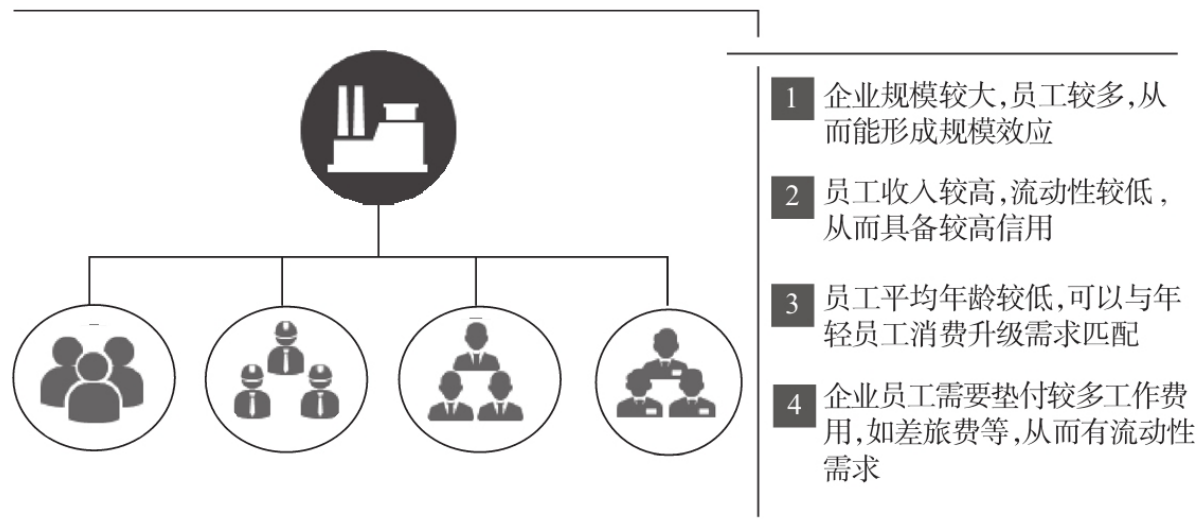 1 企业规模较大,员工较多,从
而能形成规模效应
2 员工收入较高,流动性较低,
从而具备较高信用
3 员工平均年龄较低,可以与年
轻员工消费升级需求匹配
4 企业员工需要垫付较多工作费
用,如差旅费等,从而有流动性
需求